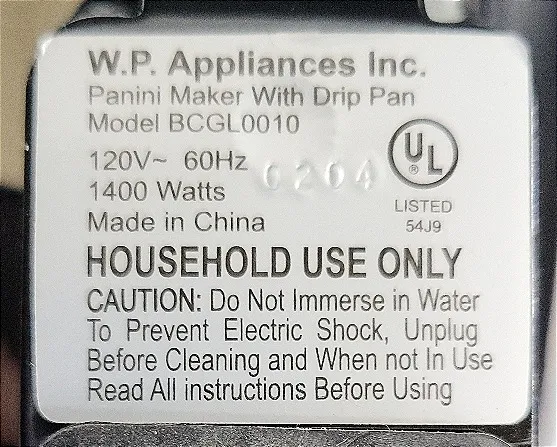 W.P. Appliances Inc.
Panini Maker With Drip Pan
Model BCGL0010
120V~ 60Hz
0204
1400 Watts
Made in China
UL
®
LISTED
54J9
HOUSEHOLD USE ONLY
CAUTION: Do Not Immerse in Water
To Prevent Electric Shock, Unplug
Before Cleaning and When not In Use
Read All instructions Before Using